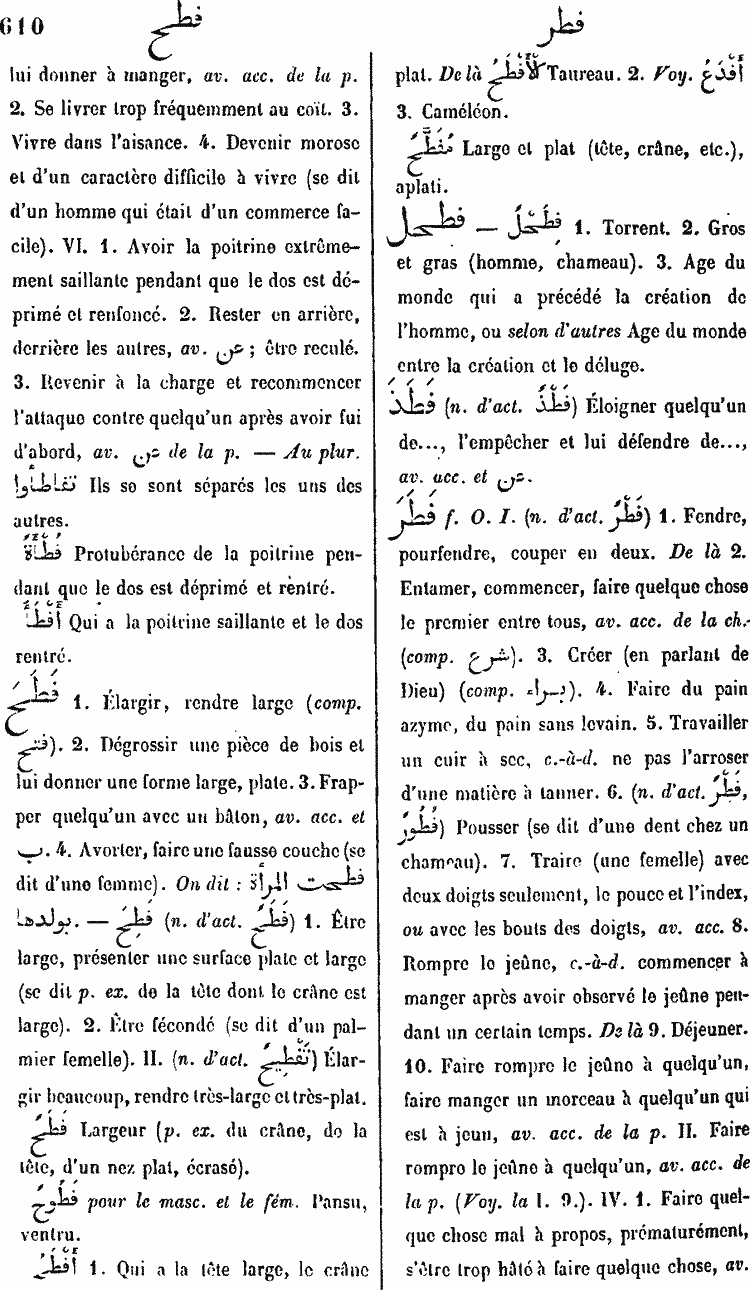 610
فطح
فطر
lui donner à manger, av. acc. de la p.
2. Se livrer trop fréquemment au coït. 3.
Vivre dans l'aisance. 4. Devenir morose
et d'un caractère difficile à vivre (se dit
d'un homme qui était d'un commerce fa-
cile). VI. 1. Avoir la poitrine extrême-
ment saillante pendant que le dos est dé-
primé et renfoncé. 2. Rester en arrière,
derrière les autres, av. عن; être reculé.
3. Revenir à la charge et recommencer
l'attaque contre quelqu'un après avoir fui
d'abord, av. عن de la p. — Au plur.
تفاطأوا Ils se sont séparés les uns des
autres.
فُطْأَةٌ Protubérance de la poitrine pen-
dant que le dos est déprimé et rentré.
أَفْطَأُ Qui a la poitrine saillante et le dos
rentré.
فَطَحَ 1. Élargir, rendre large (comp.
فتح). 2. Dégrossir une pièce de bois et
lui donner une forme large, plate. 3. Frap-
per quelqu'un avec un bâton, av. acc. et
ب. 4. Avorter, faire une fausse couche (se
dit d'une femme). On dit : فطحت المرأة
بولدها. — فَطِحَ (n. d'act. فَطَحٌ) 1. Être
large, présenter une surface plate et large
(se dit p. ex. de la tête dont le crâne est
large). 2. Être fécondé (se dit d'un pal-
mier femelle). II. (n. d'act. تَفْطِيحٌ) Élar-
gir beaucoup, rendre très-large et très-plat.
فَطَحٌ Largeur (p. ex. du crâne, de la
tête, d'un nez plat, écrasé).
فَطُوحٌ pour le masc. et le fém. Pansu,
ventru.
أَفْطَحُ 1. Qui a la tête large, le crâne
plat. De là الأَفْطَحُ Taureau. 2. Voy. أَفْدَعُ
3. Caméléon.
مُفَطَّحٌ Large et plat (tête, crâne, etc.),
aplati.
فطحل — فِطَحْلٌ 1. Torrent. 2. Gros
et gras (homme, chameau). 3. Age du
monde qui a précédé la création de
l'homme, ou selon d'autres Age du monde
entre la création et le déluge.
فَطَذَ (n. d'act. فَطْذٌ) Éloigner quelqu'un
de..., l'empêcher et lui défendre de...,
av. acc. et عن.
فَطَرَ f. O. I. (n. d'act. فَطْرٌ) 1. Fendre,
pourfendre, couper en deux. De là 2.
Entamer, commencer, faire quelque chose
le premier entre tous, av. acc. de la ch.
(comp. شرع). 3. Créer (en parlant de
Dieu) (comp. براء). 4. Faire du pain
azyme, du pain sans levain. 5. Travailler
un cuir à sec, c.-à-d. ne pas l'arroser
d'une matière à tanner. 6. (n. d'act. فَطْرٌ,
فُطُورٌ) Pousser (se dit d'une dent chez un
chameau). 7. Traire (une femelle) avec
deux doigts seulement, le pouce et l'index,
ou avec les bouts des doigts, av. acc. 8.
Rompre le jeûne, c.-à-d. commencer à
manger après avoir observé le jeûne pen-
dant un certain temps. De là 9. Déjeuner.
10. Faire rompre le jeûne à quelqu'un,
faire manger un morceau à quelqu'un qui
est à jeun, av. acc. de la p. II. Faire
rompre le jeûne à quelqu'un, av. acc. de
la p. (Voy. la I. 9.). IV. 1. Faire quel-
que chose mal à propos, prématurément,
s'être trop hâté à faire quelque chose, av.